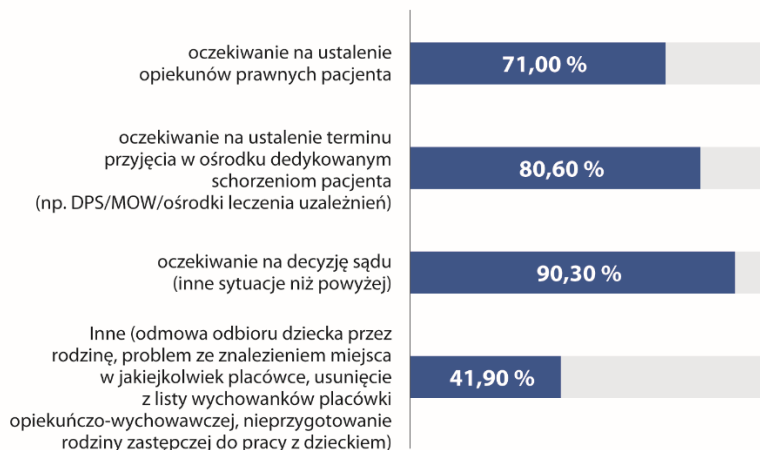 oczekiwanie na ustalenie
opiekunów prawnych pacjenta
71,00 %
oczekiwanie na ustalenie terminu
przyjęcia w ośrodku dedykowanym
schorzeniom pacjenta
(np. DPS/MOW/ośrodki leczenia uzależnień)
80,60 %
oczekiwanie na decyzję sądu
(inne sytuacje niż powyżej)
90,30 %
Inne (odmowa odbioru dziecka przez
rodzinę, problem ze znalezieniem miejsca
w jakiejkolwiek placówce, usunięcie
z listy wychowanków placówki
opiekuńczo-wychowawczej, nieprzygotowanie
rodziny zastępczej do pracy z dzieckiem)
41,90 %